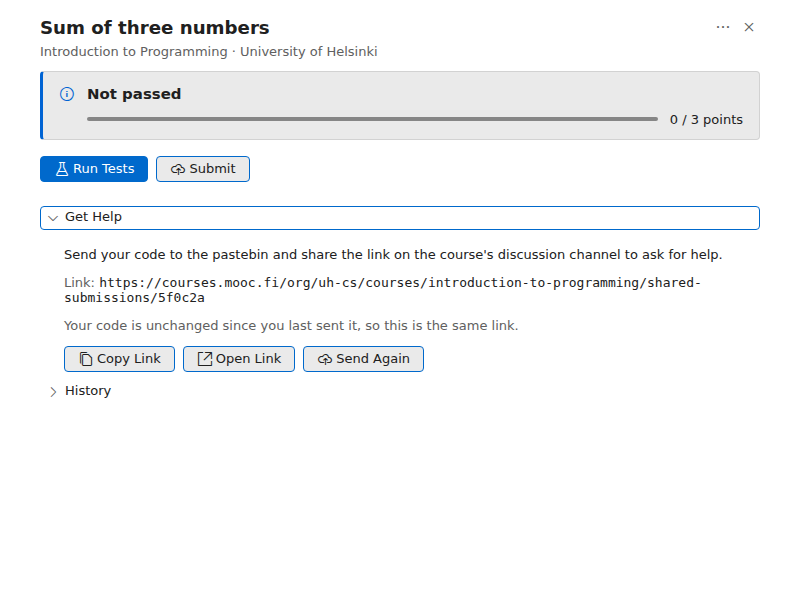 Sum of three numbers
Introduction to Programming · University of Helsinki
Not passed
0 / 3 points
Run Tests
Submit
Get Help
Send your code to the pastebin and share the link on the course's discussion channel to ask for help.
Link: https://courses.mooc.fi/org/uh-cs/courses/introduction-to-programming/shared-
submissions/5f0c2a
Your code is unchanged since you last sent it, so this is the same link.
Copy Link
Open Link
Send Again
History